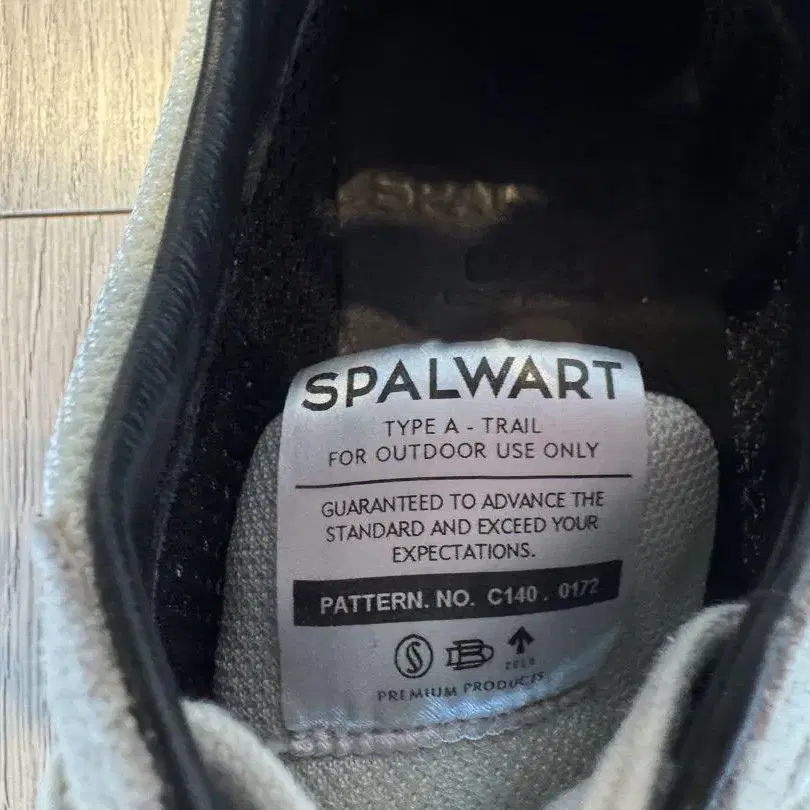 SPALWART
TYPE A - TRAIL
FOR OUTDOOR USE ONLY
GUARANTEED TO ADVANCE THE
STANDARD AND EXCEED YOUR
EXPECTATIONS.
PATTERN. NO. C140 . 0172
PREMIUM PRODUCTS